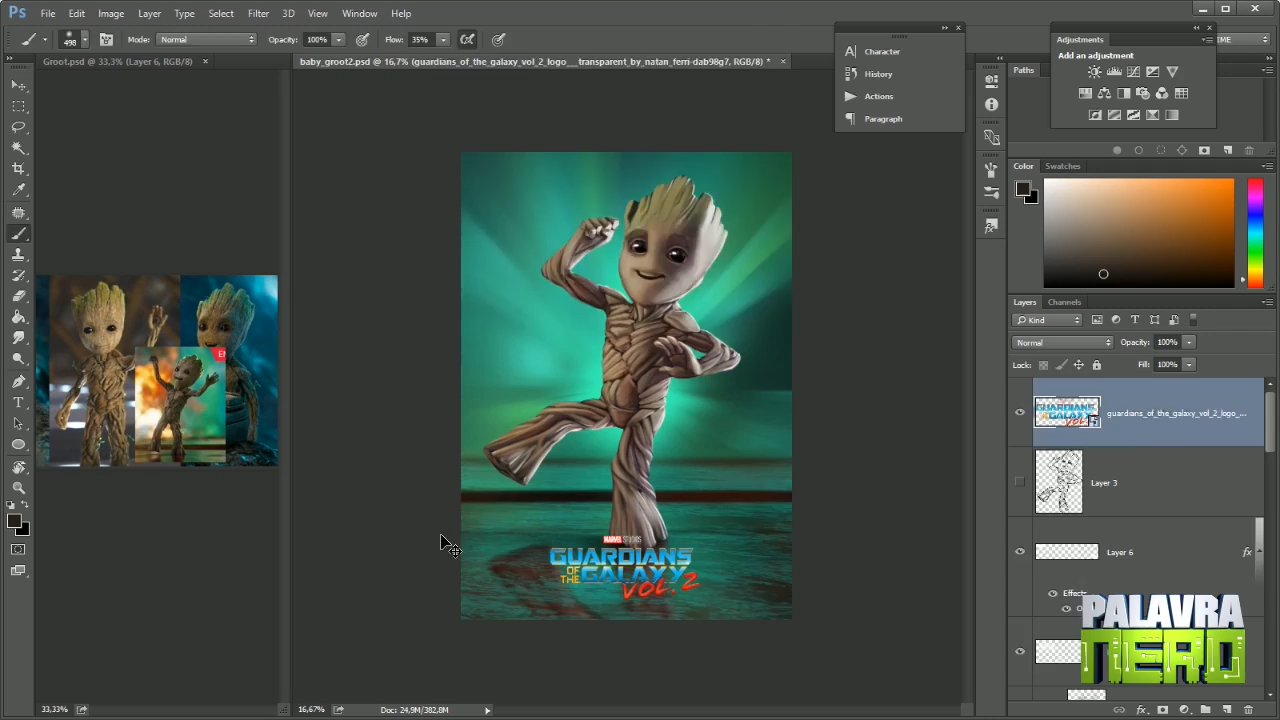 Ps File Edit Image Layer Type Select Filter 3D View Window Help
498 Mode: Normal Opacity: 100% Flow: 35%
Groot.psd @ 33,3% (Layer 6, RGB/8) ×
baby_groot2.psd @ 16,7% (guardians_of_the_galaxy_vol_2_logo__transparent_by_natan_ferri-dab98g7, RGB/8) * ×
Character
History
Actions
Paragraph
Adjustments
Add an adjustment
Paths
Color Swatches
Layers Channels
Kind
Normal Opacity: 100%
Lock: Fill: 100%
guardians_of_the_galaxy_vol_2_logo_...
Layer 3
Layer 6 fx
Effects
MARVEL STUDIOS
GUARDIANS
OF THE GALAXY
VOL. 2
PALAVRA
NERD
33,33%
16,67% Doc: 24,9M/382,8M